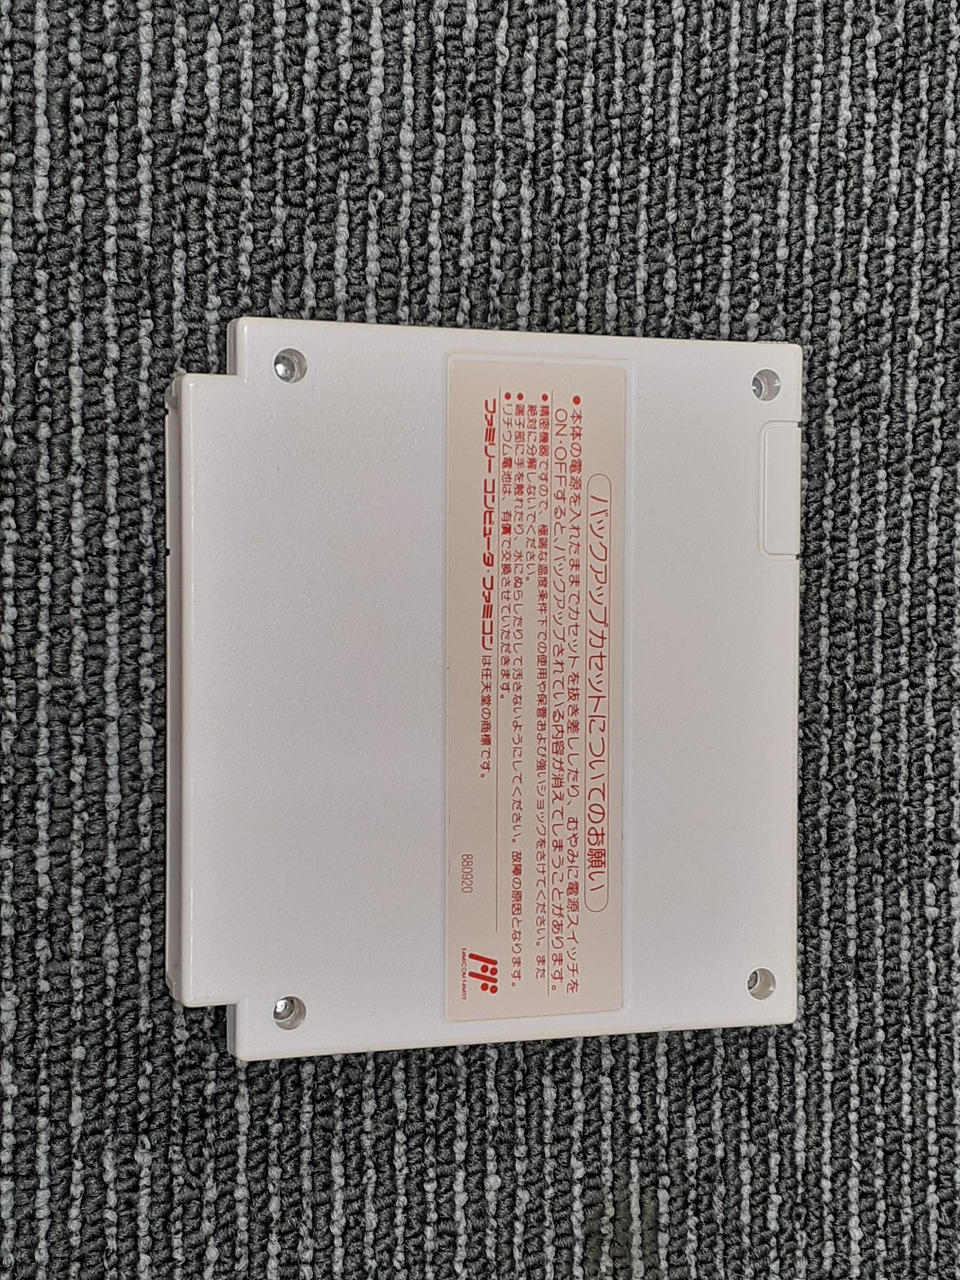 バックアップカセットについてのお願い
●本体の電源を入れたままでカセットを抜き差ししたり、むやみに電源スイッチを
ON・OFFすると、バックアップされている内容が消えてしまうことがあります。
●精密機器ですので、極端な温度条件下での使用や保管および強いショックをさけてください。また
絶対に分解しないでください。
●端子部に手を触れたり、水にぬらしたりして汚さないようにしてください。故障の原因となります。
●リチウム電池は、有償で交換させていただきます。
ファミリーコンピュータ・ファミコンは任天堂の商標です。
880920
FAMICOM FAMILY